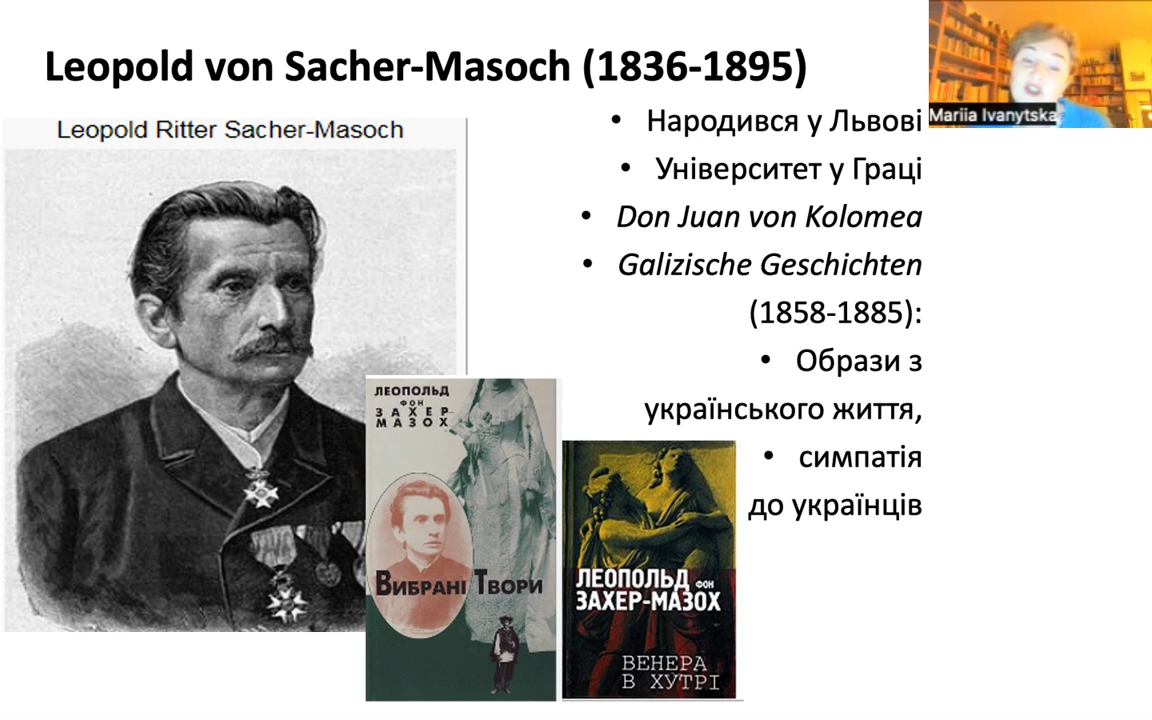 Leopold von Sacher-Masoch (1836-1895)
Mariia Ivanytska
Leopold Ritter Sacher-Masoch
• Народився у Львові
• Університет у Граці
• Don Juan von Kolomea
• Galizische Geschichten
(1858-1885):
• Образи з
українського життя,
• симпатія
до українців
ЛЕОПОЛЬД
ФОН
ЗАХЕР
МАЗОХ
ВИБРАНІ ТВОРИ
ЛЕОПОЛЬД ФОН
ЗАХЕР-МАЗОХ
ВЕНЕРА
В ХУТРІ